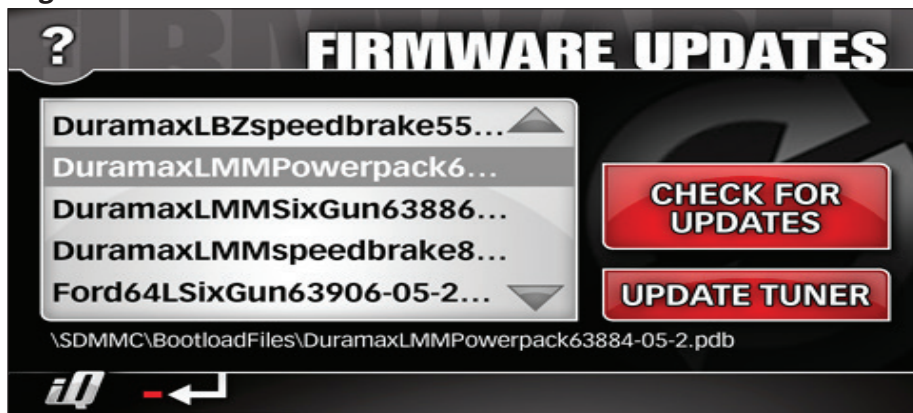 ?
FIRMWARE UPDATES
DuramaxLBZspeedbrake55...
DuramaxLMMPowerpack6...
DuramaxLMMSixGun63886...
DuramaxLMMspeedbrake8...
Ford64LSixGun63906-05-2...
CHECK FOR
UPDATES
UPDATE TUNER
\SDMMC\BootloadFiles\DuramaxLMMPowerpack63884-05-2.pdb
iQ